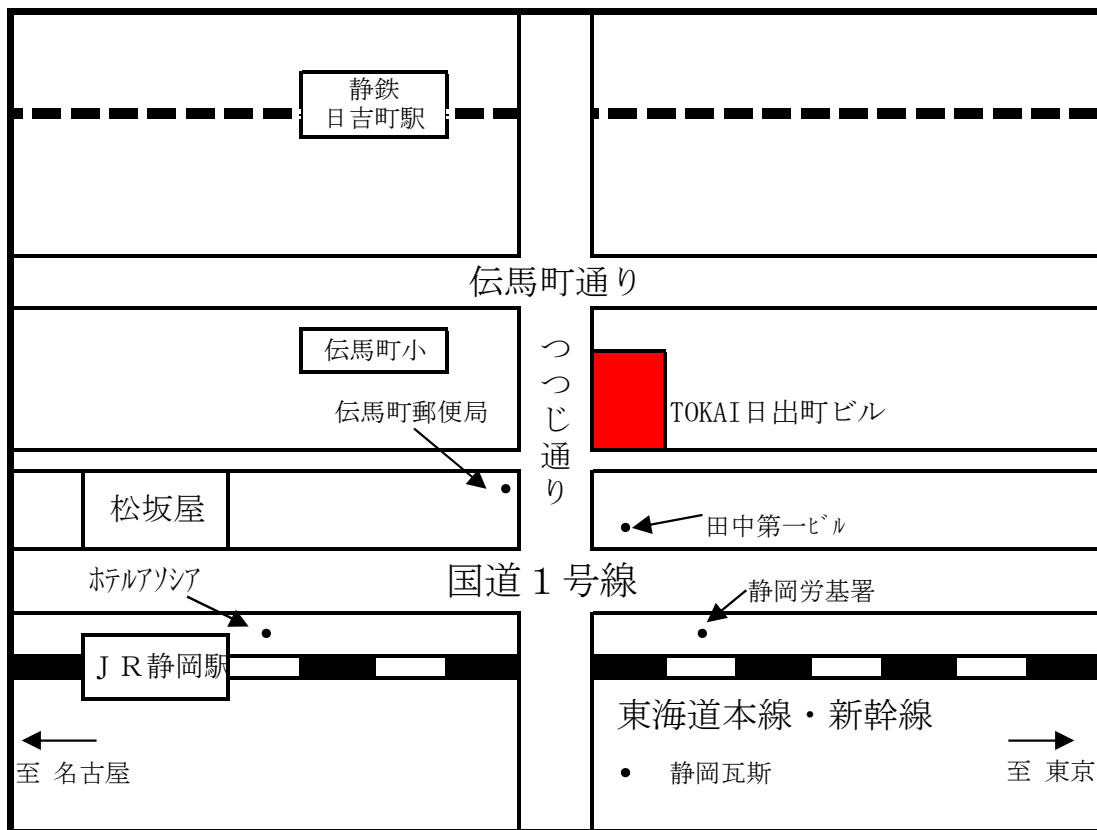 静鉄
日吉町駅
伝馬町通り
伝馬町小
つつじ通り
伝馬町郵便局
TOKAI日出町ビル
松坂屋
田中第一ﾋﾞﾙ
ﾎﾃﾙｱｿｼｱ
国道１号線
静岡労基署
ＪＲ静岡駅
東海道本線・新幹線
至 名古屋
静岡瓦斯
至 東京